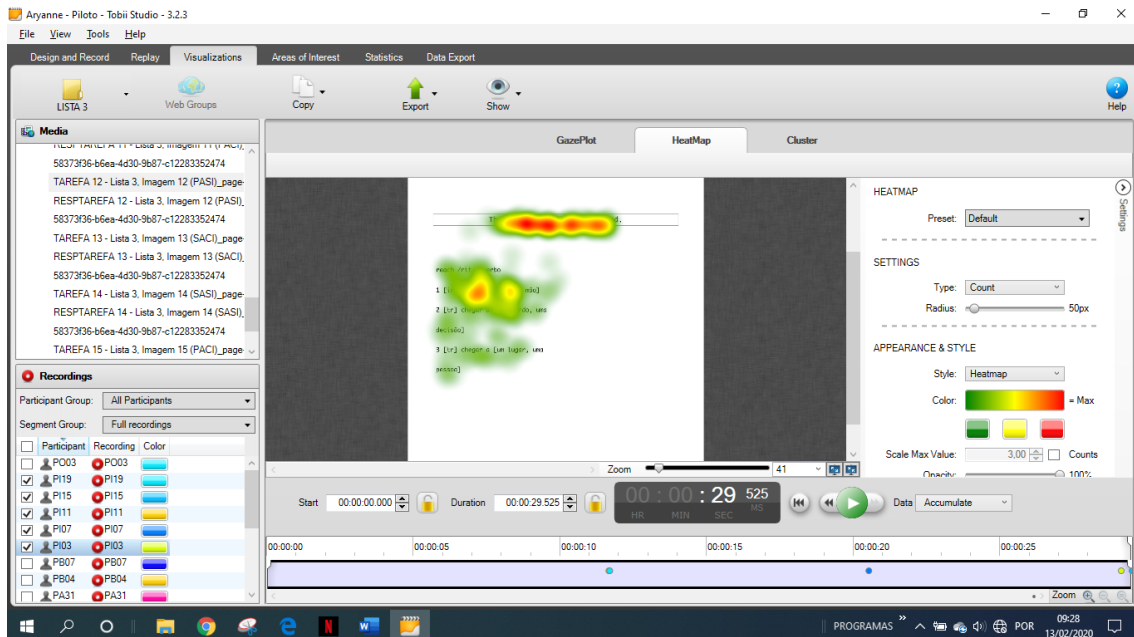 Aryanne - Piloto - Tobii Studio - 3.2.3
File View Tools Help
Design and Record Replay Visualizations Areas of Interest Statistics Data Export
LISTA 3 Web Groups Copy Export Show Help
Media
58373f36-b6ea-4d30-9b87-c12283352474
TAREFA 12 - Lista 3, Imagem 12 (PASI)_page-
RESPTAREFA 12 - Lista 3, Imagem 12 (PASI)_
58373f36-b6ea-4d30-9b87-c12283352474
TAREFA 13 - Lista 3, Imagem 13 (SACI)_page-
RESPTAREFA 13 - Lista 3, Imagem 13 (SACI)_
58373f36-b6ea-4d30-9b87-c12283352474
TAREFA 14 - Lista 3, Imagem 14 (SASI)_page-
RESPTAREFA 14 - Lista 3, Imagem 14 (SASI)_
58373f36-b6ea-4d30-9b87-c12283352474
TAREFA 15 - Lista 3, Imagem 15 (PACI)_page-
Recordings
Participant Group: All Participants
Segment Group: Full recordings
Participant Recording Color
PO03 PO03
PI19 PI19
PI15 PI15
PI11 PI11
PI07 PI07
PI03 PI03
PB07 PB07
PB04 PB04
PA31 PA31
GazePlot HeatMap Cluster
1
2 [tr]
decisão]
3 [tr] chegar a [um lugar, uma
pessoa]
Zoom 41
HEATMAP
Preset: Default
SETTINGS
Type: Count
Radius: 50px
APPEARANCE & STYLE
Style: Heatmap
Color: = Max
Scale Max Value: 3,00 Counts
Opacity: 100%
Settings
Start 00:00:00.000 Duration 00:00:29.525 00 : 00 : 29 525
HR MIN SEC MS
Data Accumulate
00:00:00 00:00:05 00:00:10 00:00:15 00:00:20 00:00:25
Zoom
PROGRAMAS POR 09:28
13/02/2020